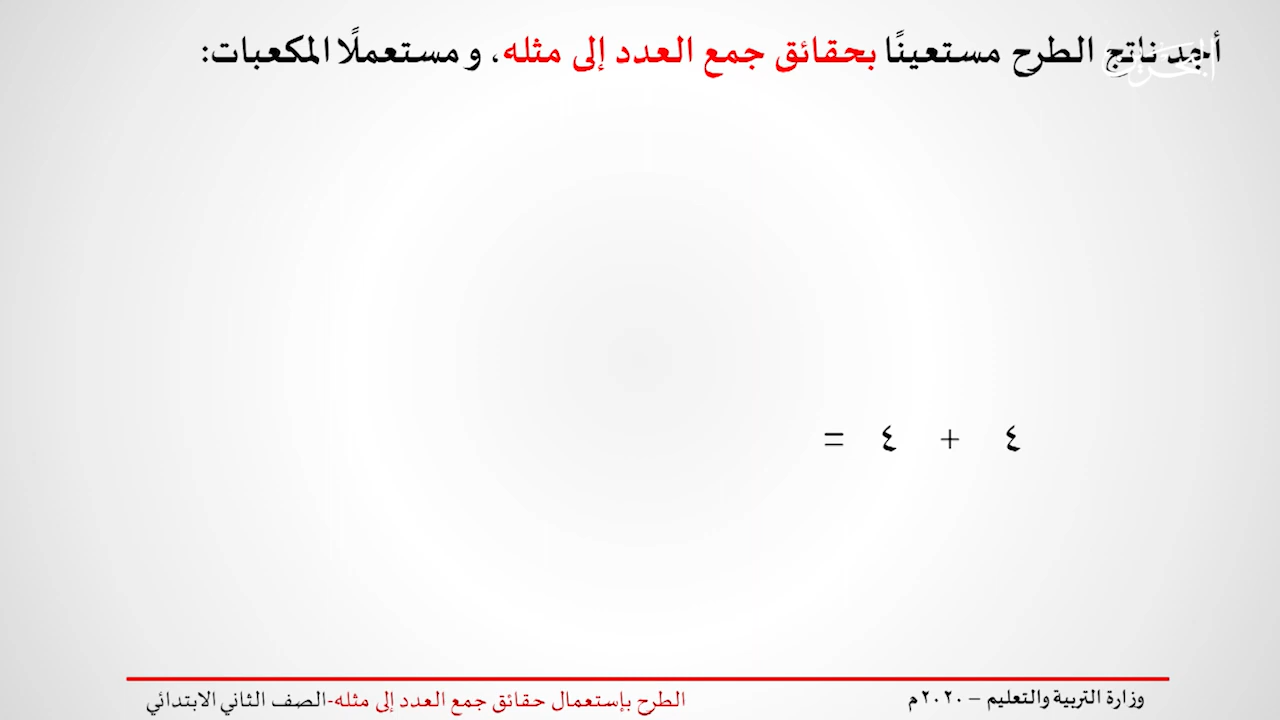 أجد ناتج الطرح مستعينًا بحقائق جمع العدد إلى مثله، و مستعملًا المكعبات:
٤ + ٤ =
وزارة التربية والتعليم – ٢٠٢٠م
الطرح بإستعمال حقائق جمع العدد إلى مثله-الصف الثاني الابتدائي